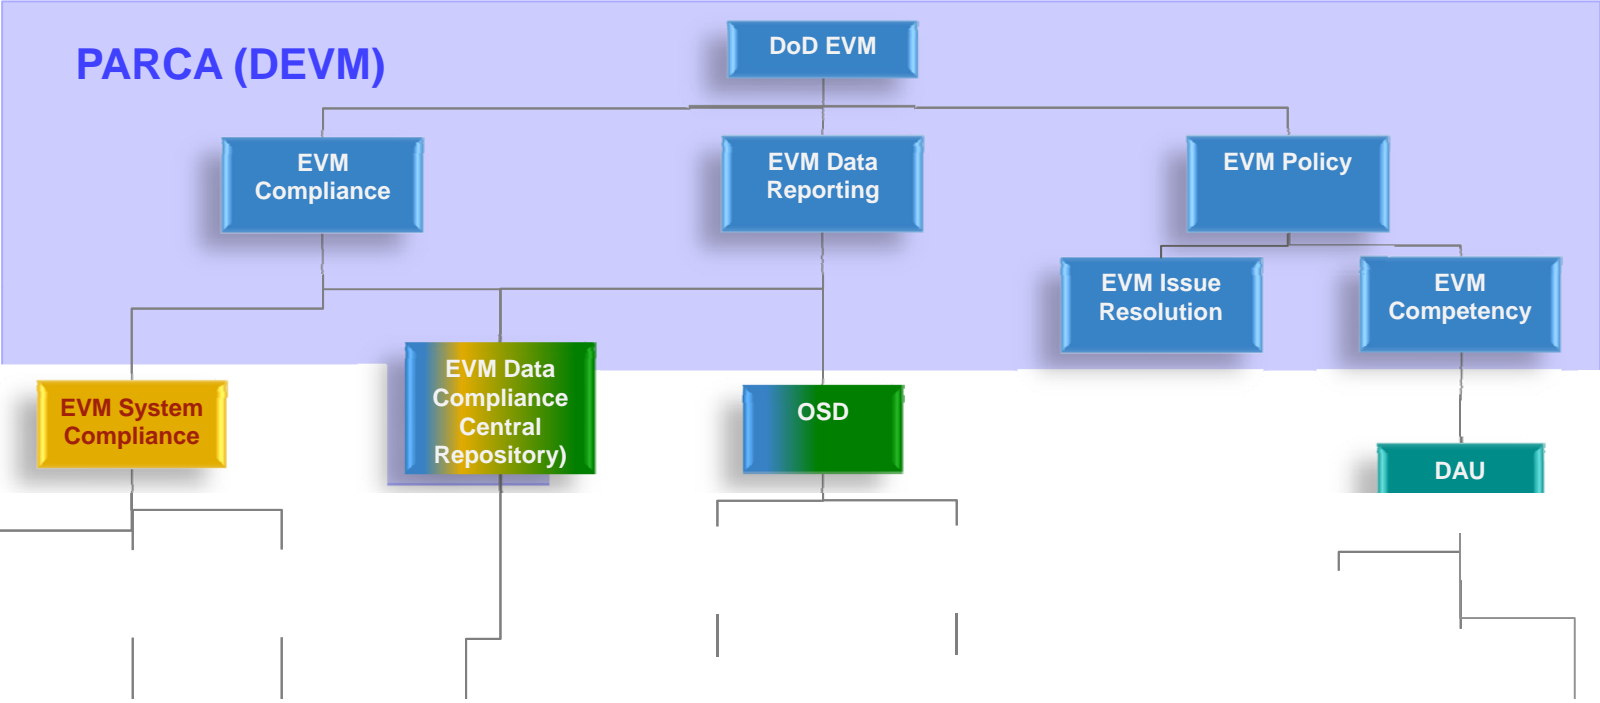 PARCA (DEVM)
DoD EVM
EVM
Compliance
EVM Data
Reporting
EVM Policy
EVM Issue
Resolution
EVM
Competency
EVM System
Compliance
EVM Data
Compliance
Central
Repository)
OSD
DAU